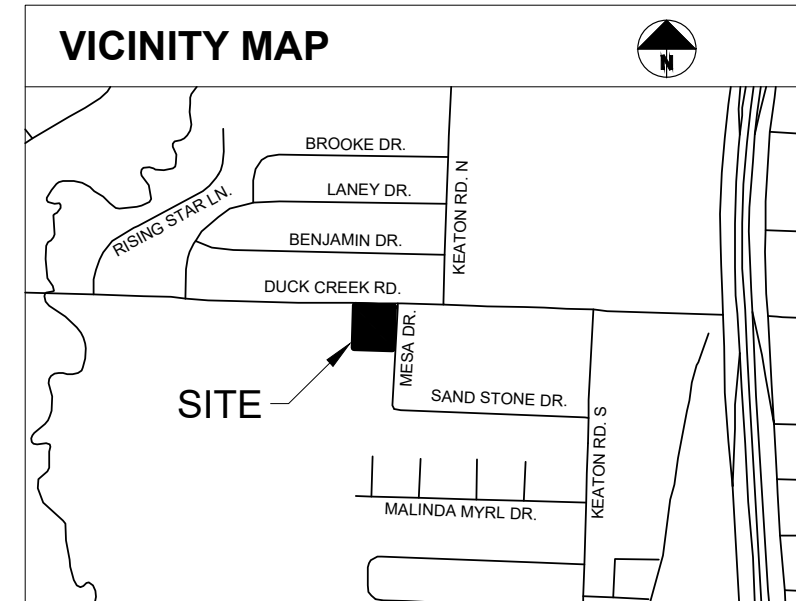 VICINITY MAP
N
BROOKE DR.
LANEY DR.
RISING STAR LN.
BENJAMIN DR.
KEATON RD. N
DUCK CREEK RD.
MESA DR.
SITE
SAND STONE DR.
KEATON RD. S
MALINDA MYRL DR.